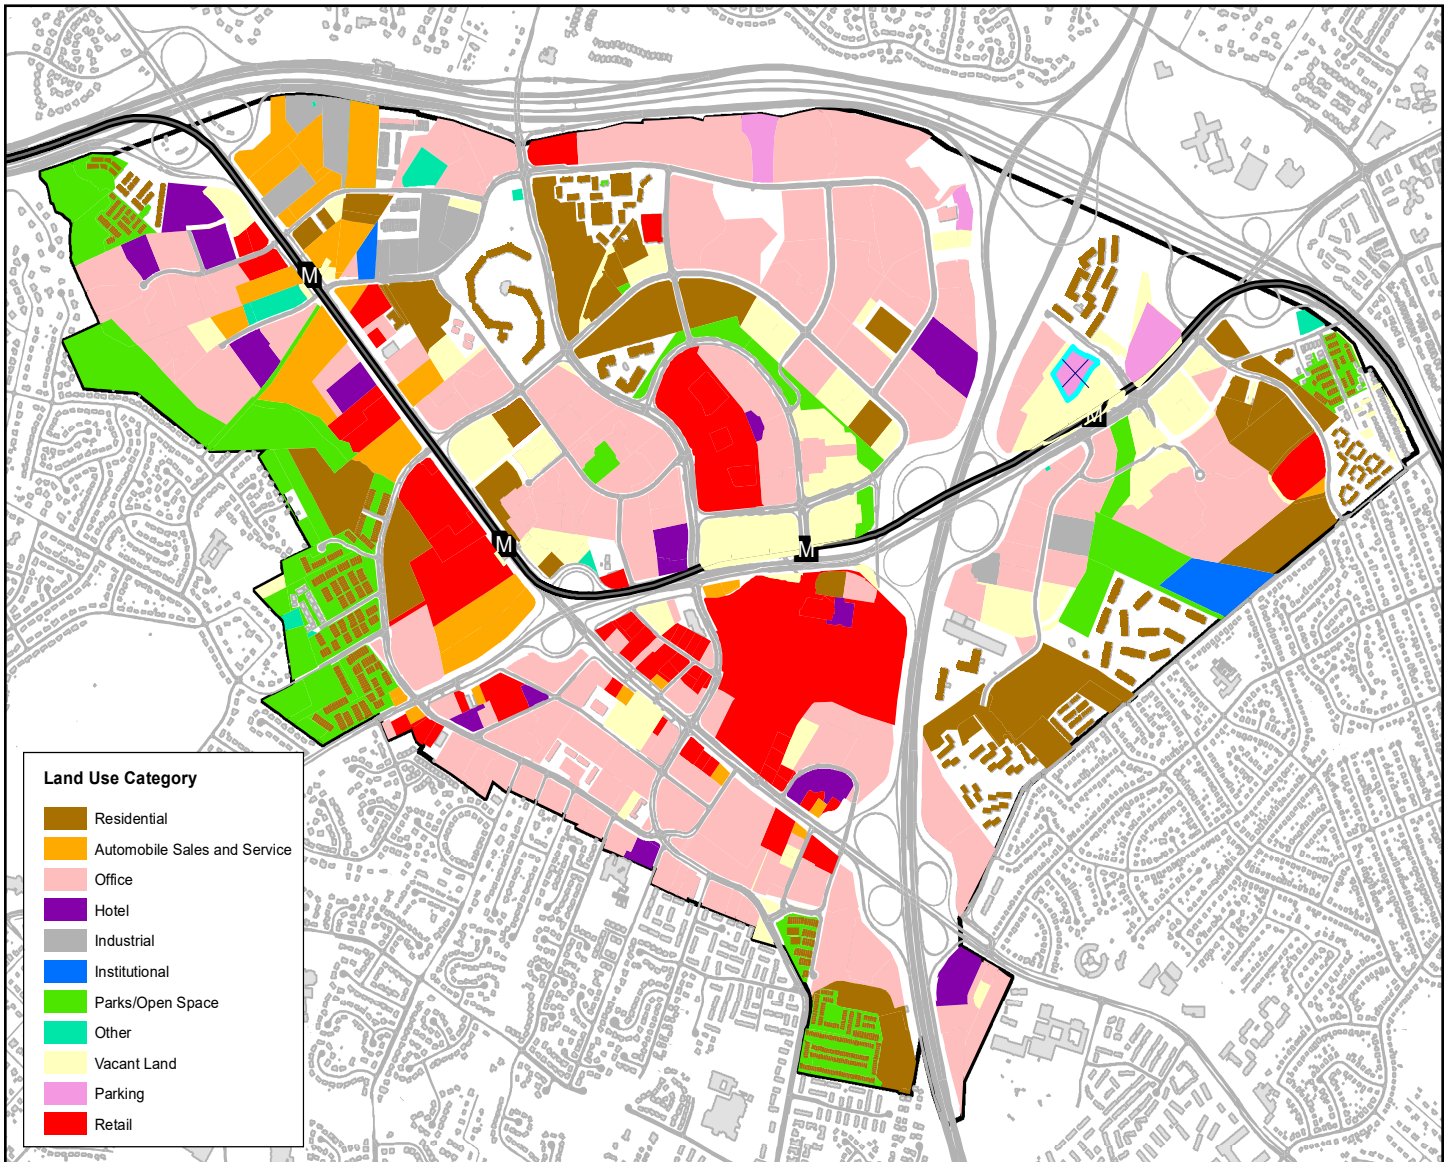 M
M
M
M
Land Use Category
Residential
Automobile Sales and Service
Office
Hotel
Industrial
Institutional
Parks/Open Space
Other
Vacant Land
Parking
Retail